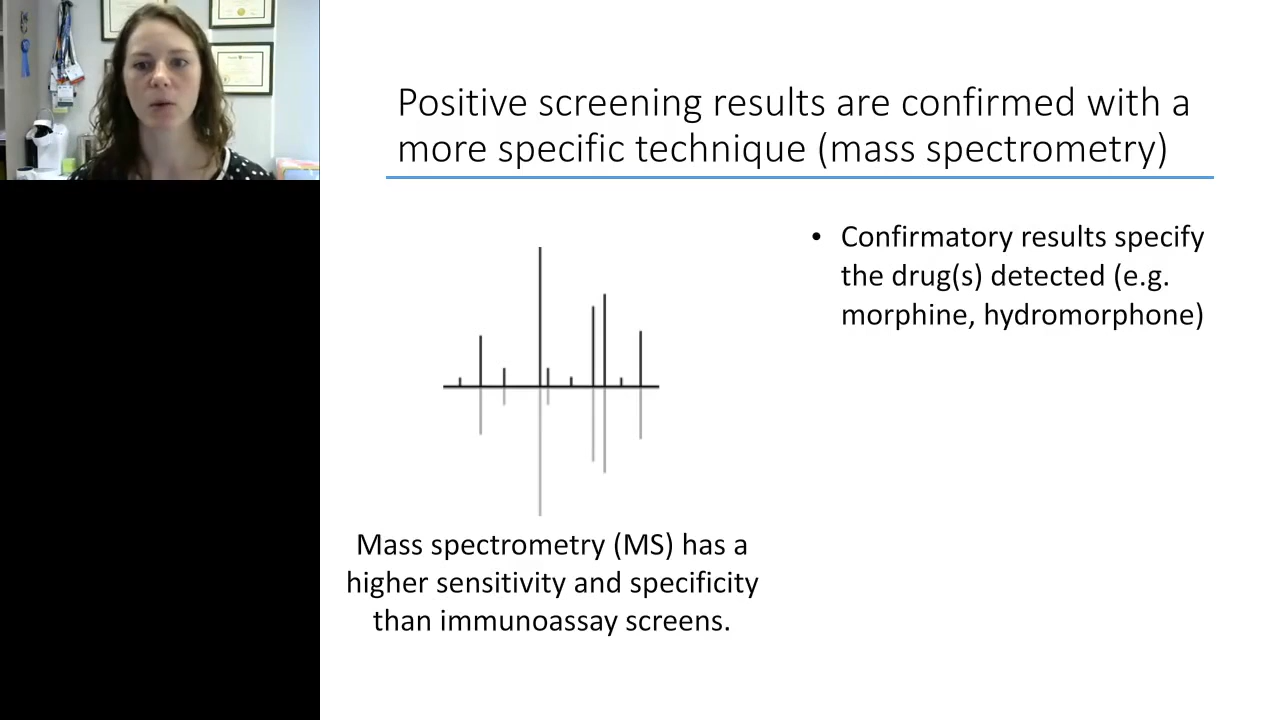 Positive screening results are confirmed with a
more specific technique (mass spectrometry)
• Confirmatory results specify
the drug(s) detected (e.g.
morphine, hydromorphone)
Mass spectrometry (MS) has a
higher sensitivity and specificity
than immunoassay screens.